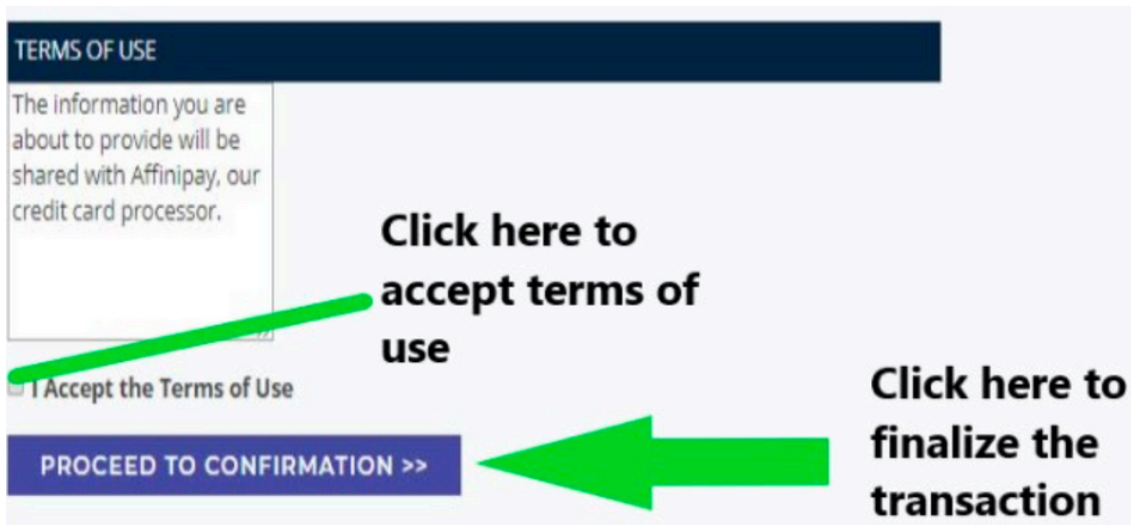 TERMS OF USE
The information you are
about to provide will be
shared with Affinipay, our
credit card processor.
Click here to
accept terms of
use
I Accept the Terms of Use
Click here to
finalize the
transaction
PROCEED TO CONFIRMATION >>